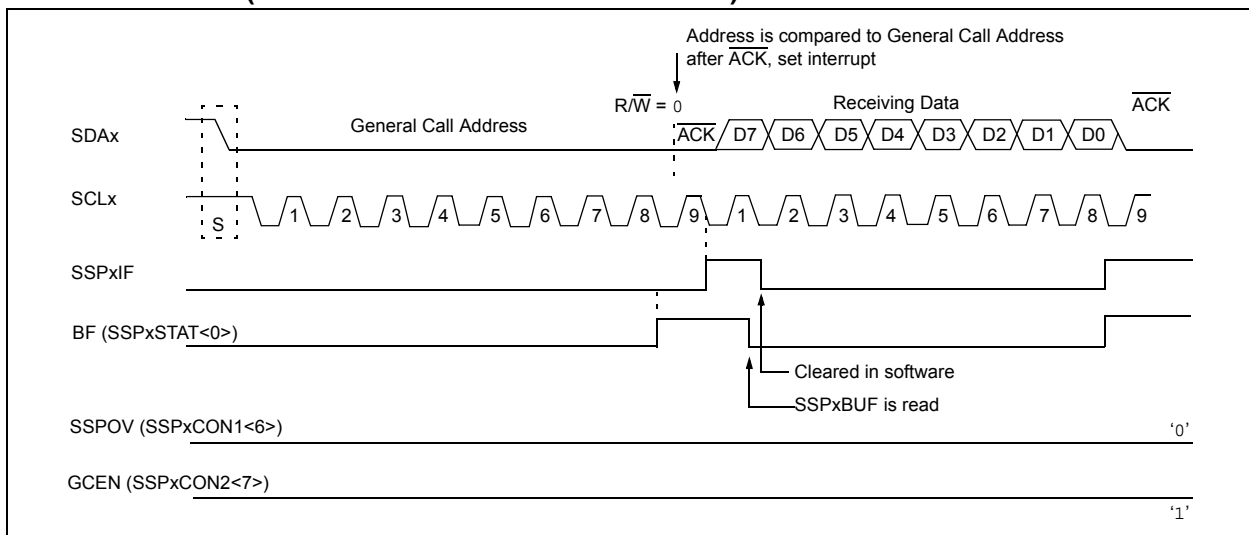 Address is compared to General Call Address
after ACK, set interrupt
R/W = 0
Receiving Data
ACK
SDAx
General Call Address
ACK
D7 D6 D5 D4 D3 D2 D1 D0
SCLx
S
1 2 3 4 5 6 7 8 9 1 2 3 4 5 6 7 8 9
SSPxIF
BF (SSPxSTAT<0>)
Cleared in software
SSPxBUF is read
SSPOV (SSPxCON1<6>)
‘0’
GCEN (SSPxCON2<7>)
‘1’